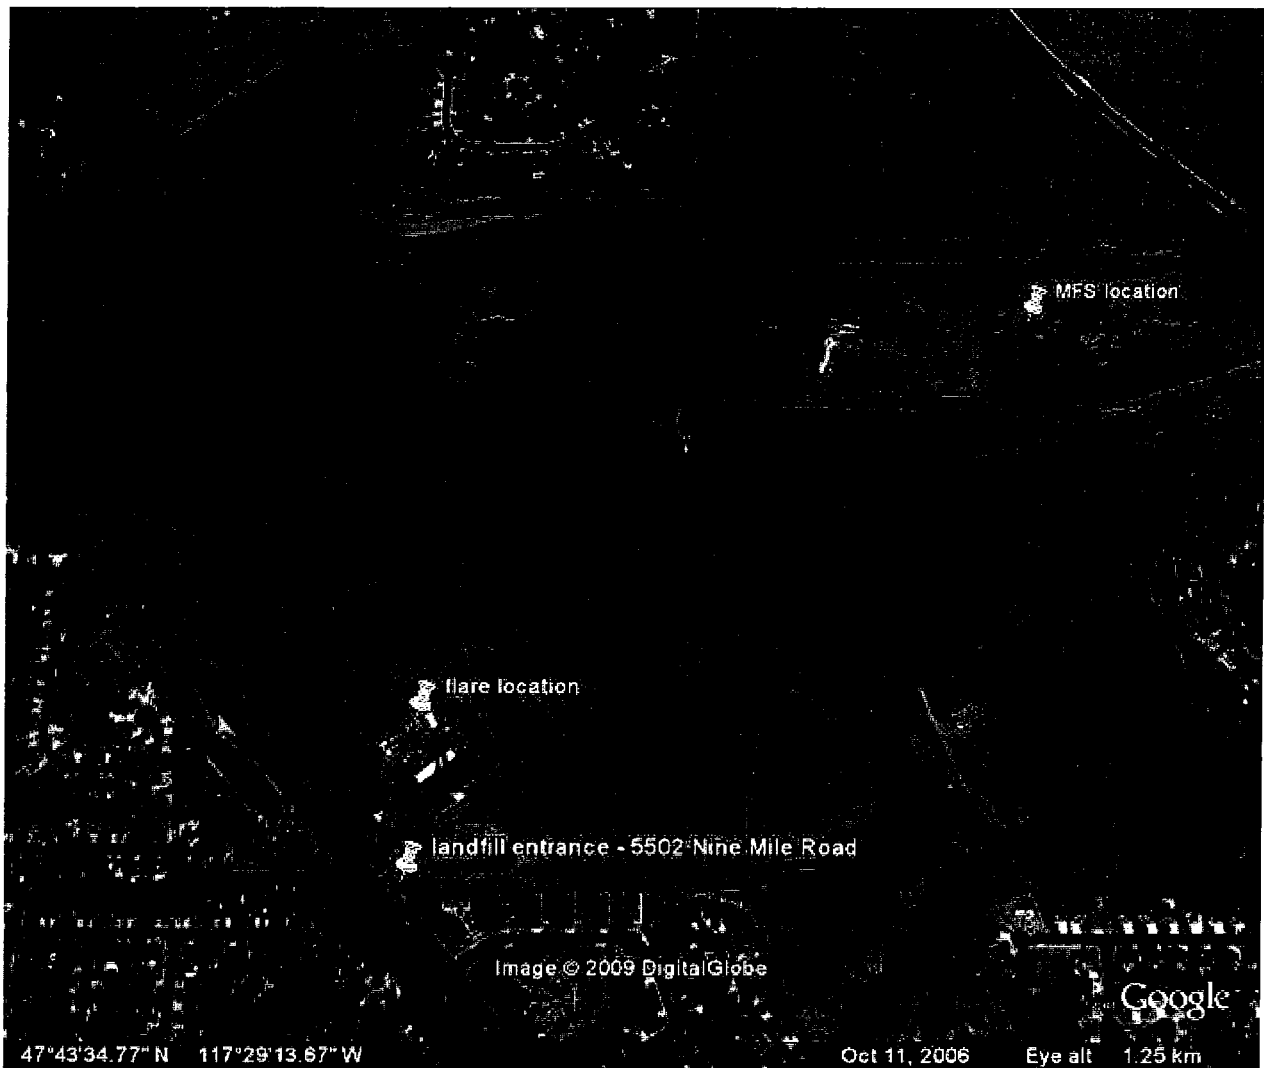 MFS location
flare location
landfill entrance - 5502 Nine Mile Road
Image © 2009 DigitalGlobe
Google
47°43'34.77" N 117°29'13.67" W Oct 11, 2006 Eye alt 1.25 km